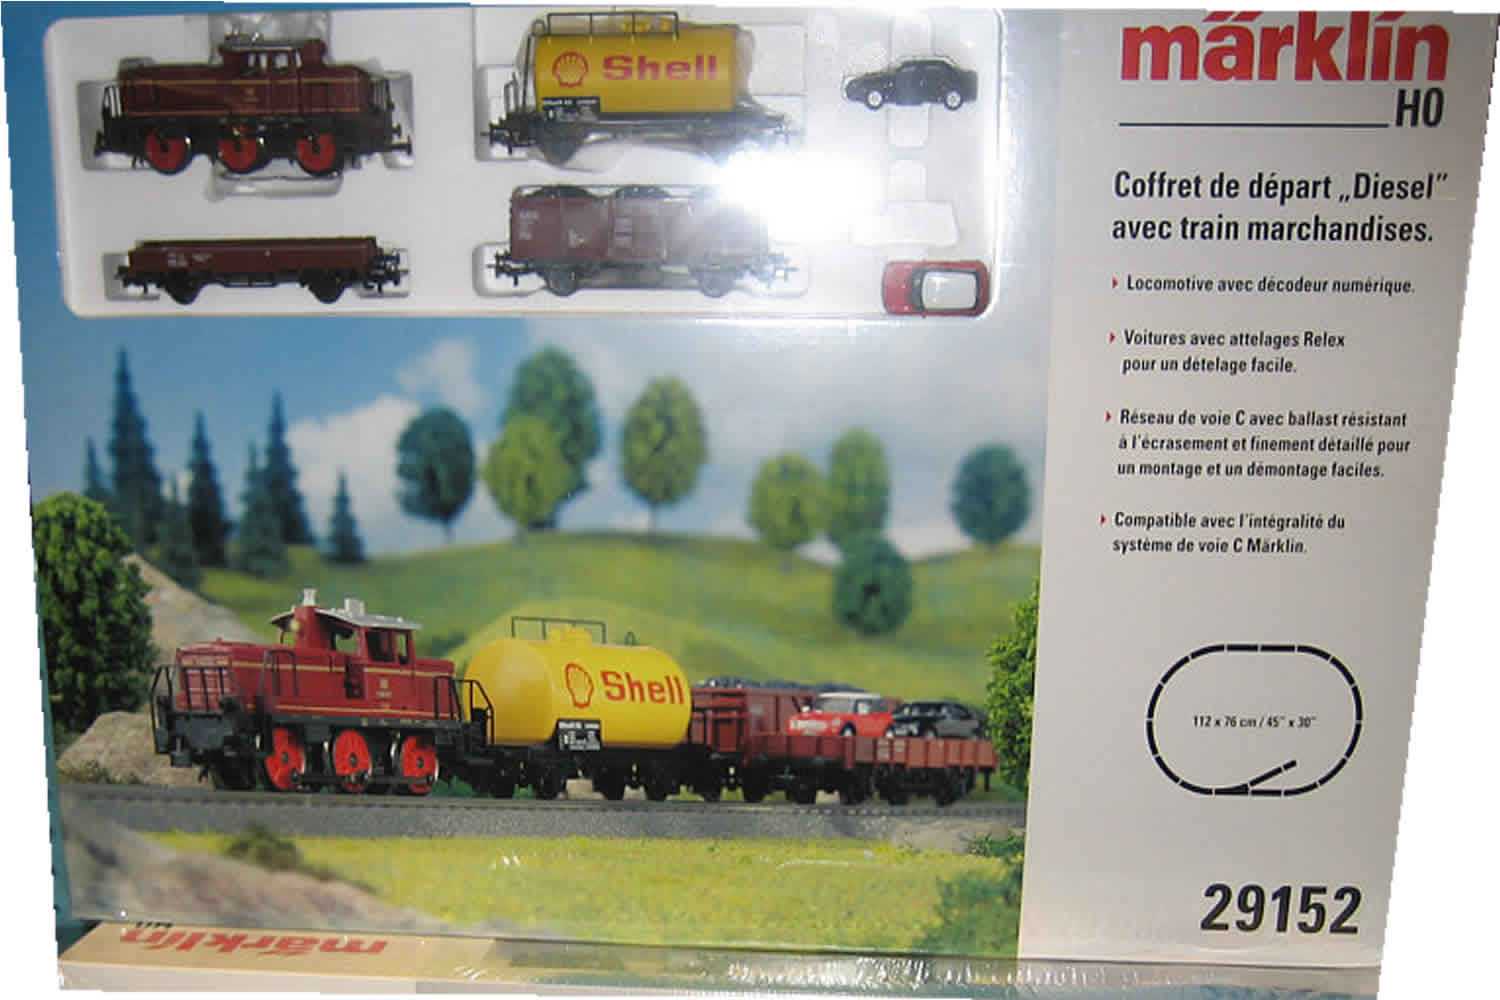 Shell
märklin
H0
Coffret de départ „Diesel”
avec train marchandises.
Locomotive avec décodeur numérique.
Voitures avec attelages Relex
pour un dételage facile.
Réseau de voie C avec ballast résistant
à l'écrasement et finement détaillé pour
un montage et un démontage faciles.
Compatible avec l'intégralité du
système de voie C Märklin.
Shell
112 x 76 cm / 45” x 30”
29152
märklin